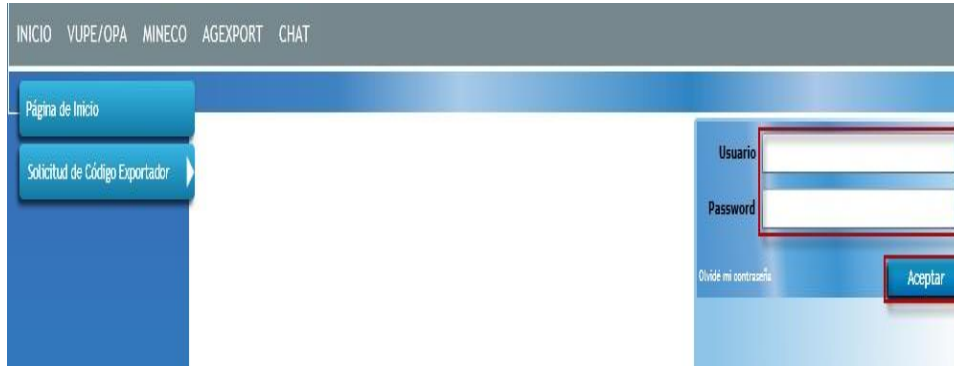 INICIO VUPE/OPA MINECO AGEXPORT CHAT
Página de Inicio
Solicitud de Código Exportador
Usuario
Password
Olvidé mi contraseña
Aceptar